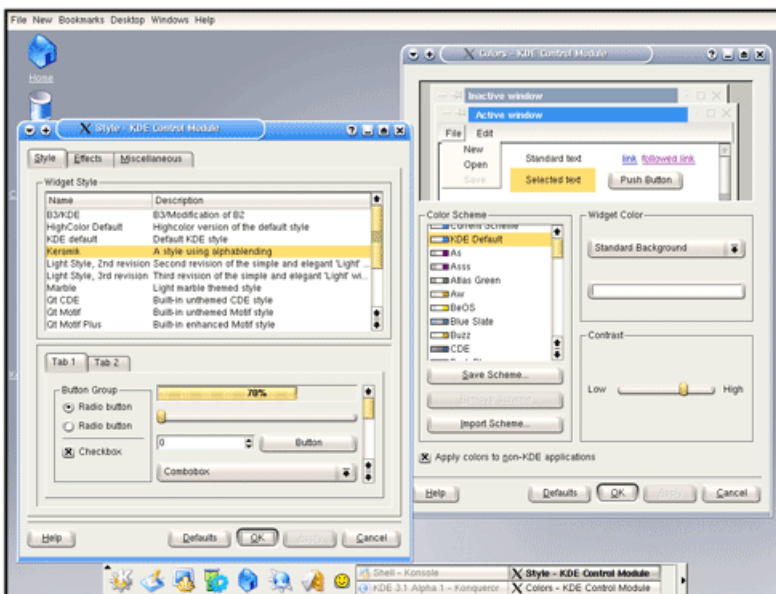 File New Bookmarks Desktop Windows Help
Home
Style - KDE Control Module
Style Effects Miscellaneous
Widget Style
Name Description
B3/KDE B3/Modification of B2
HighColor Default Highcolor version of the default style
KDE default Default KDE style
Keramik A style using alphablending
Light Style, 2nd revision Second revision of the simple and elegant 'Light' ...
Light Style, 3rd revision Third revision of the simple and elegant 'Light' wi...
Marble Light marble themed style
Qt CDE Built-in unthemed CDE style
Qt Motif Built-in unthemed Motif style
Qt Motif Plus Built-in enhanced Motif style
Tab 1 Tab 2
Button Group
Radio button
Radio button
Checkbox
70%
0
Button
Combobox
Help Defaults OK Apply Cancel
Colors - KDE Control Module
Inactive window
Active window
File Edit
New
Open
Save
Standard text link followed link
Selected text Push Button
Color Scheme
Current Scheme
KDE Default
As
Asss
Atlas Green
Aw
BeOS
Blue Slate
Buzz
CDE
Save Scheme...
Import Scheme...
Widget Color
Standard Background
Contrast
Low High
Apply colors to non-KDE applications
Help Defaults OK Apply Cancel
Shell - Konsole
Style - KDE Control Module
KDE 3.1 Alpha 1 - Konqueror
Colors - KDE Control Module